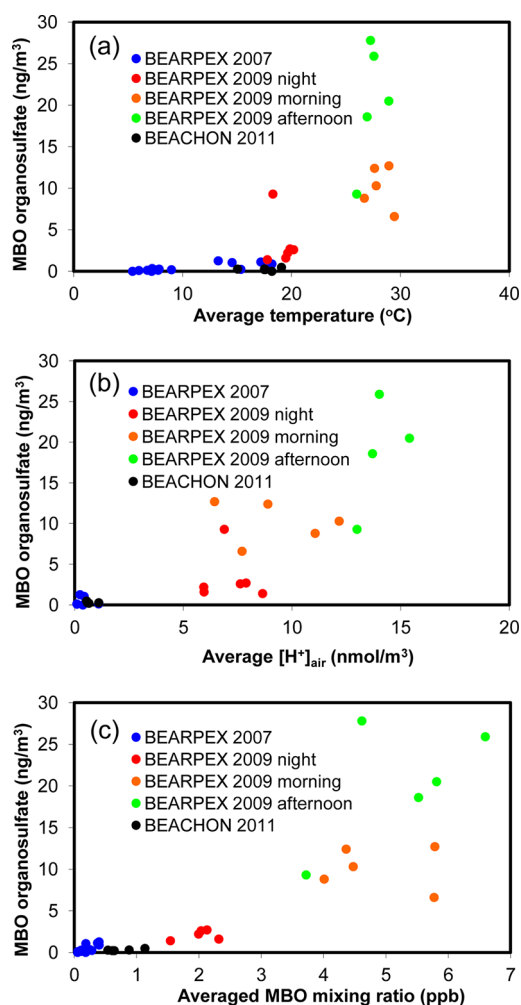 (a)
BEARPEX 2007
BEARPEX 2009 night
BEARPEX 2009 morning
BEARPEX 2009 afternoon
BEACHON 2011
MBO organosulfate (ng/m³)
30
25
20
15
10
5
0
0 10 20 30 40
Average temperature (°C)
(b)
BEARPEX 2007
BEARPEX 2009 night
BEARPEX 2009 morning
BEARPEX 2009 afternoon
BEACHON 2011
MBO organosulfate (ng/m³)
30
25
20
15
10
5
0
0 5 10 15 20
Average [H⁺]air (nmol/m³)
(c)
BEARPEX 2007
BEARPEX 2009 night
BEARPEX 2009 morning
BEARPEX 2009 afternoon
BEACHON 2011
MBO organosulfate (ng/m³)
30
25
20
15
10
5
0
0 1 2 3 4 5 6 7
Averaged MBO mixing ratio (ppb)